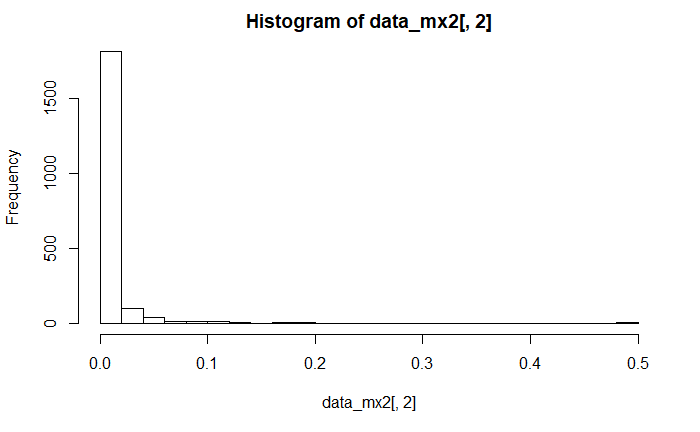 Histogram of data_mx2[, 2]
Frequency
1500
1000
500
0
0.0 0.1 0.2 0.3 0.4 0.5
data_mx2[, 2]